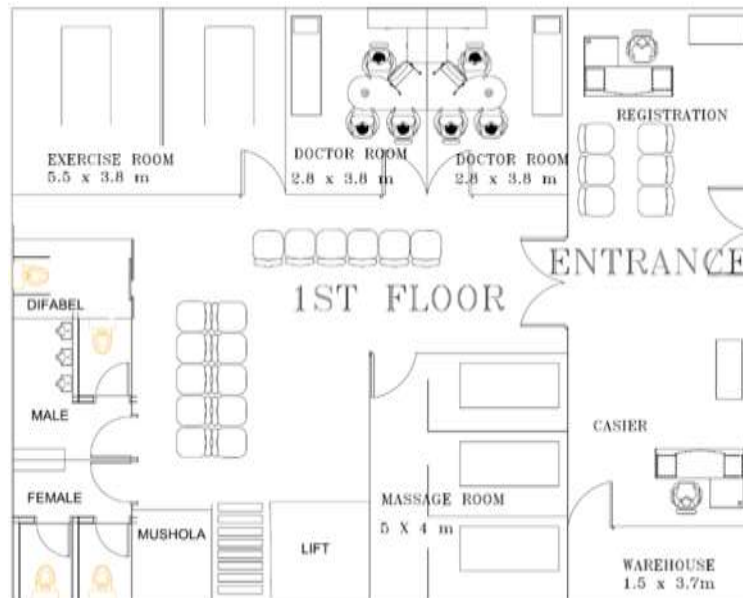 REGISTRATION
EXERCISE ROOM
5.5 x 3.8 m
DOCTOR ROOM
2.8 x 3.8 m
DOCTOR ROOM
2.8 x 3.8 m
ENTRANCE
1ST FLOOR
DIFABEL
MALE
CASIER
FEMALE
MASSAGE ROOM
5 X 4 m
MUSHOLA
LIFT
WAREHOUSE
1.5 x 3.7m